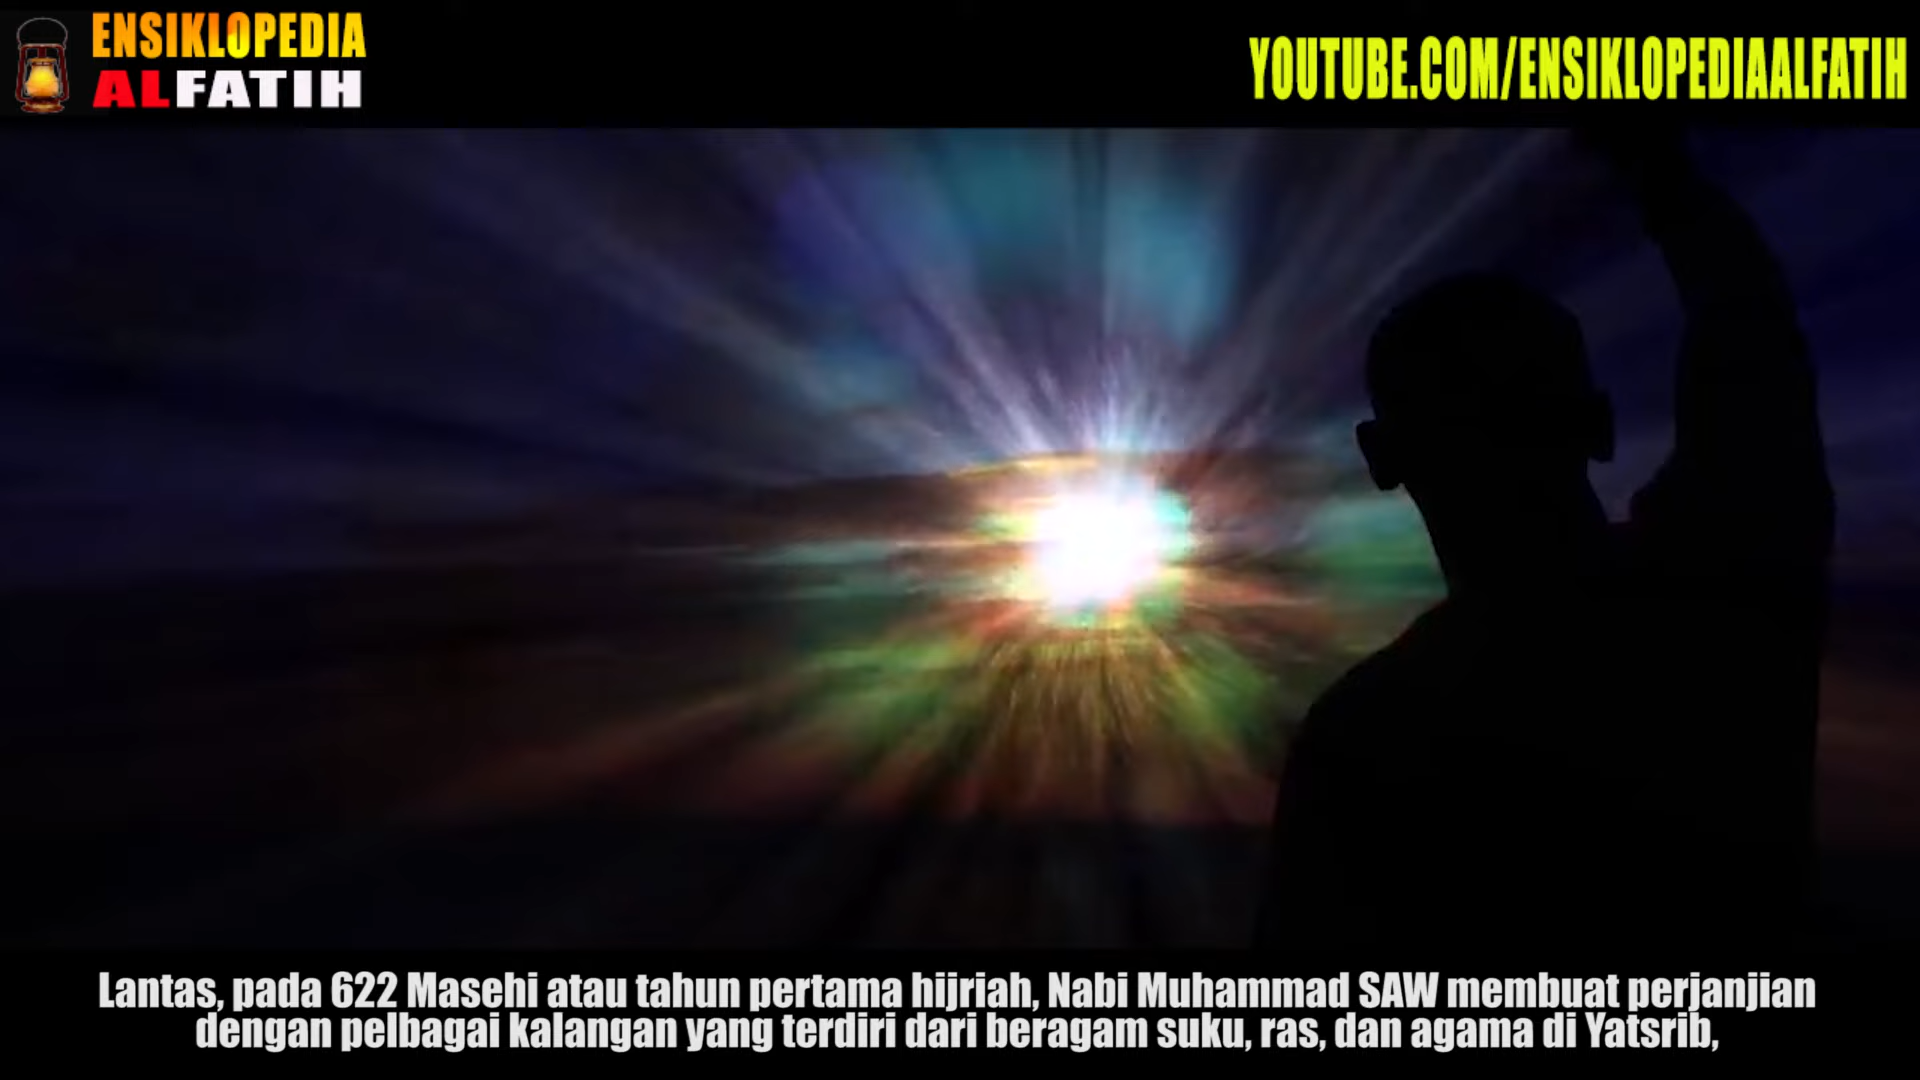 ENSIKLOPEDIA
ALFATIH
YOUTUBE.COM/ENSIKLOPEDIAALFATIH
Lantas, pada 622 Masehi atau tahun pertama hijriah, Nabi Muhammad SAW membuat perjanjian
dengan pelbagai kalangan yang terdiri dari beragam suku, ras, dan agama di Yatsrib,